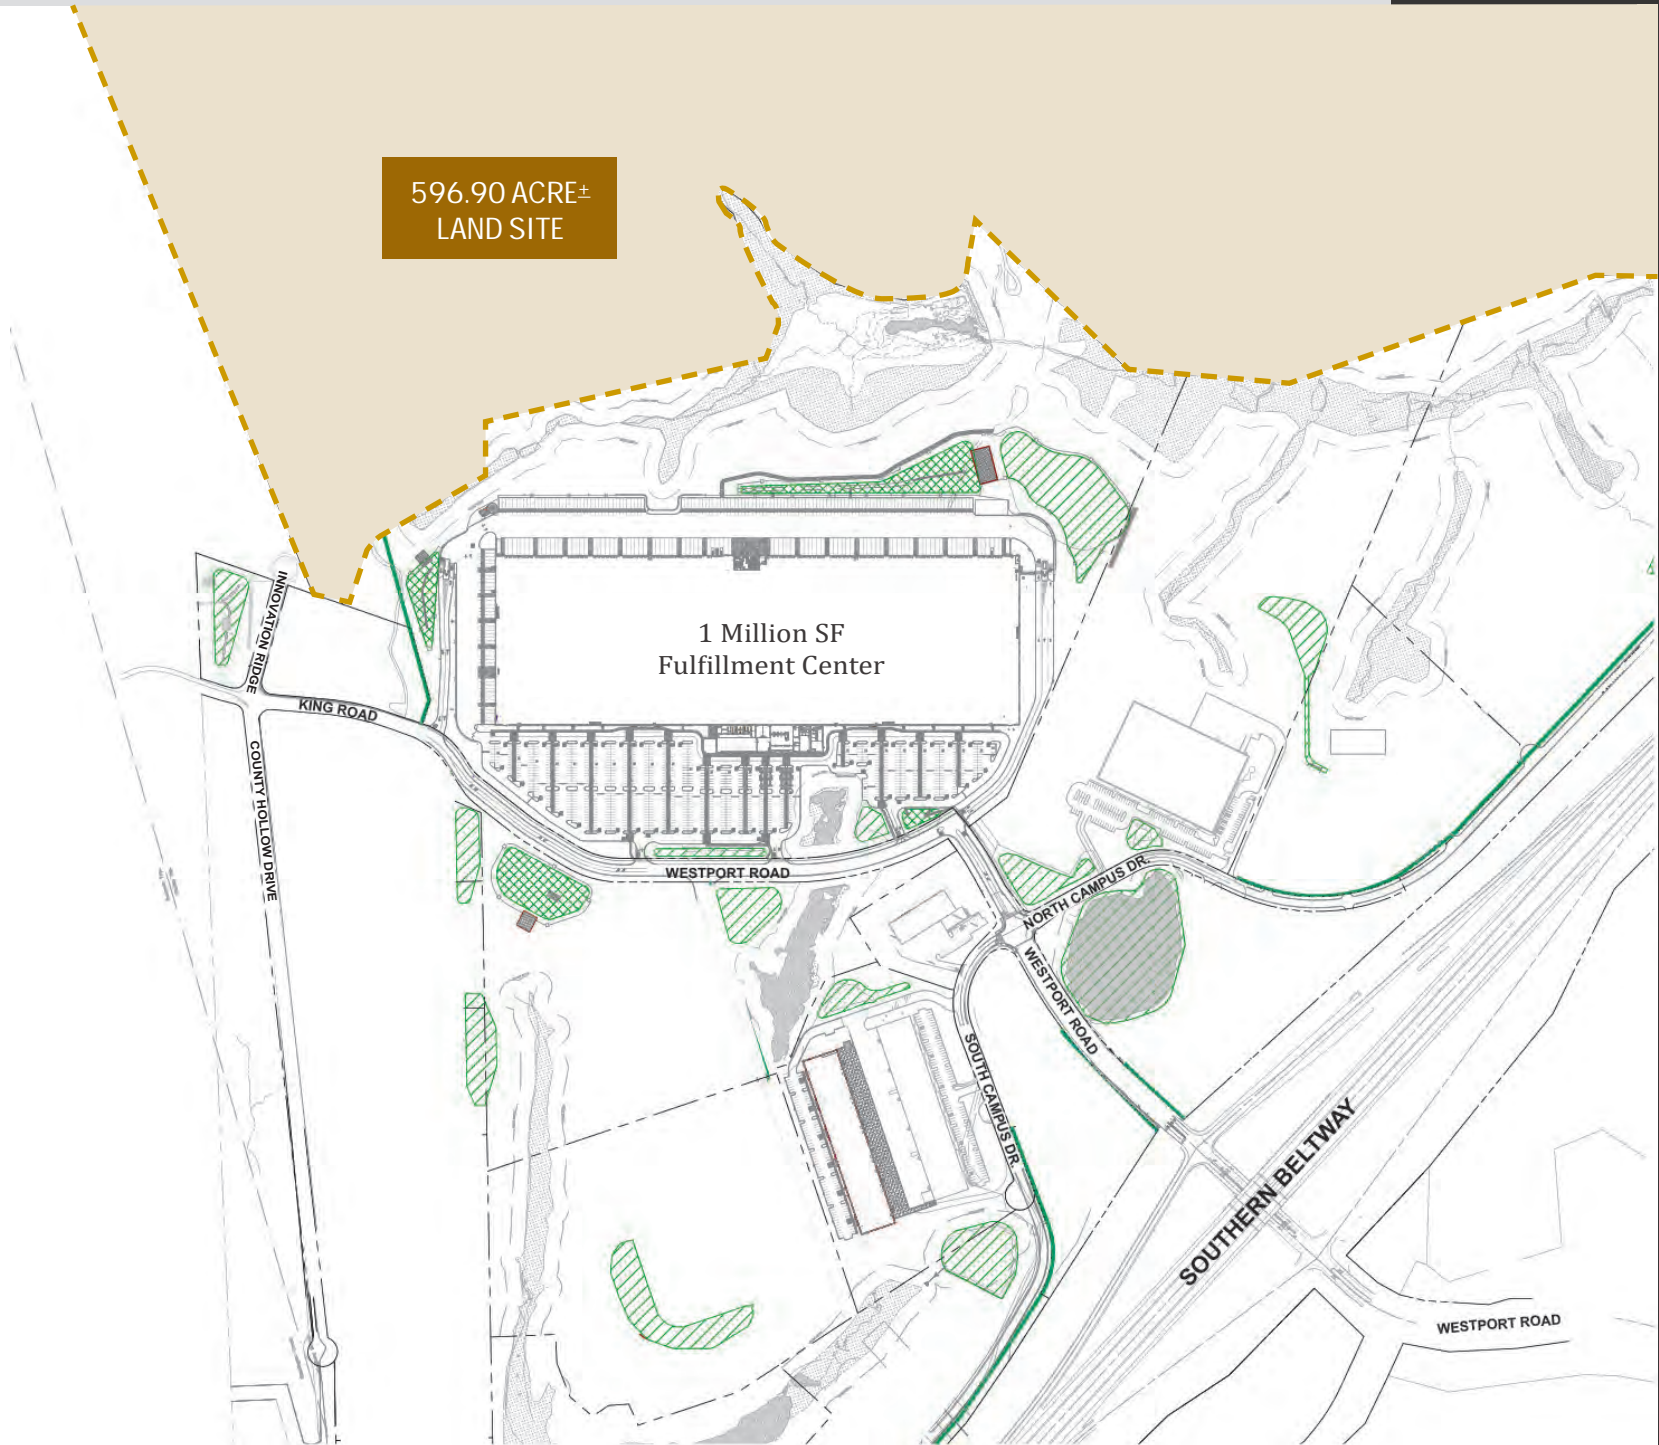 596.90 ACRE±
LAND SITE
1 Million SF
Fulfillment Center
INNOVATION RIDGE
KING ROAD
COUNTY HOLLOW DRIVE
WESTPORT ROAD
NORTH CAMPUS DR.
WESTPORT ROAD
SOUTH CAMPUS DR.
SOUTHERN BELTWAY
WESTPORT ROAD